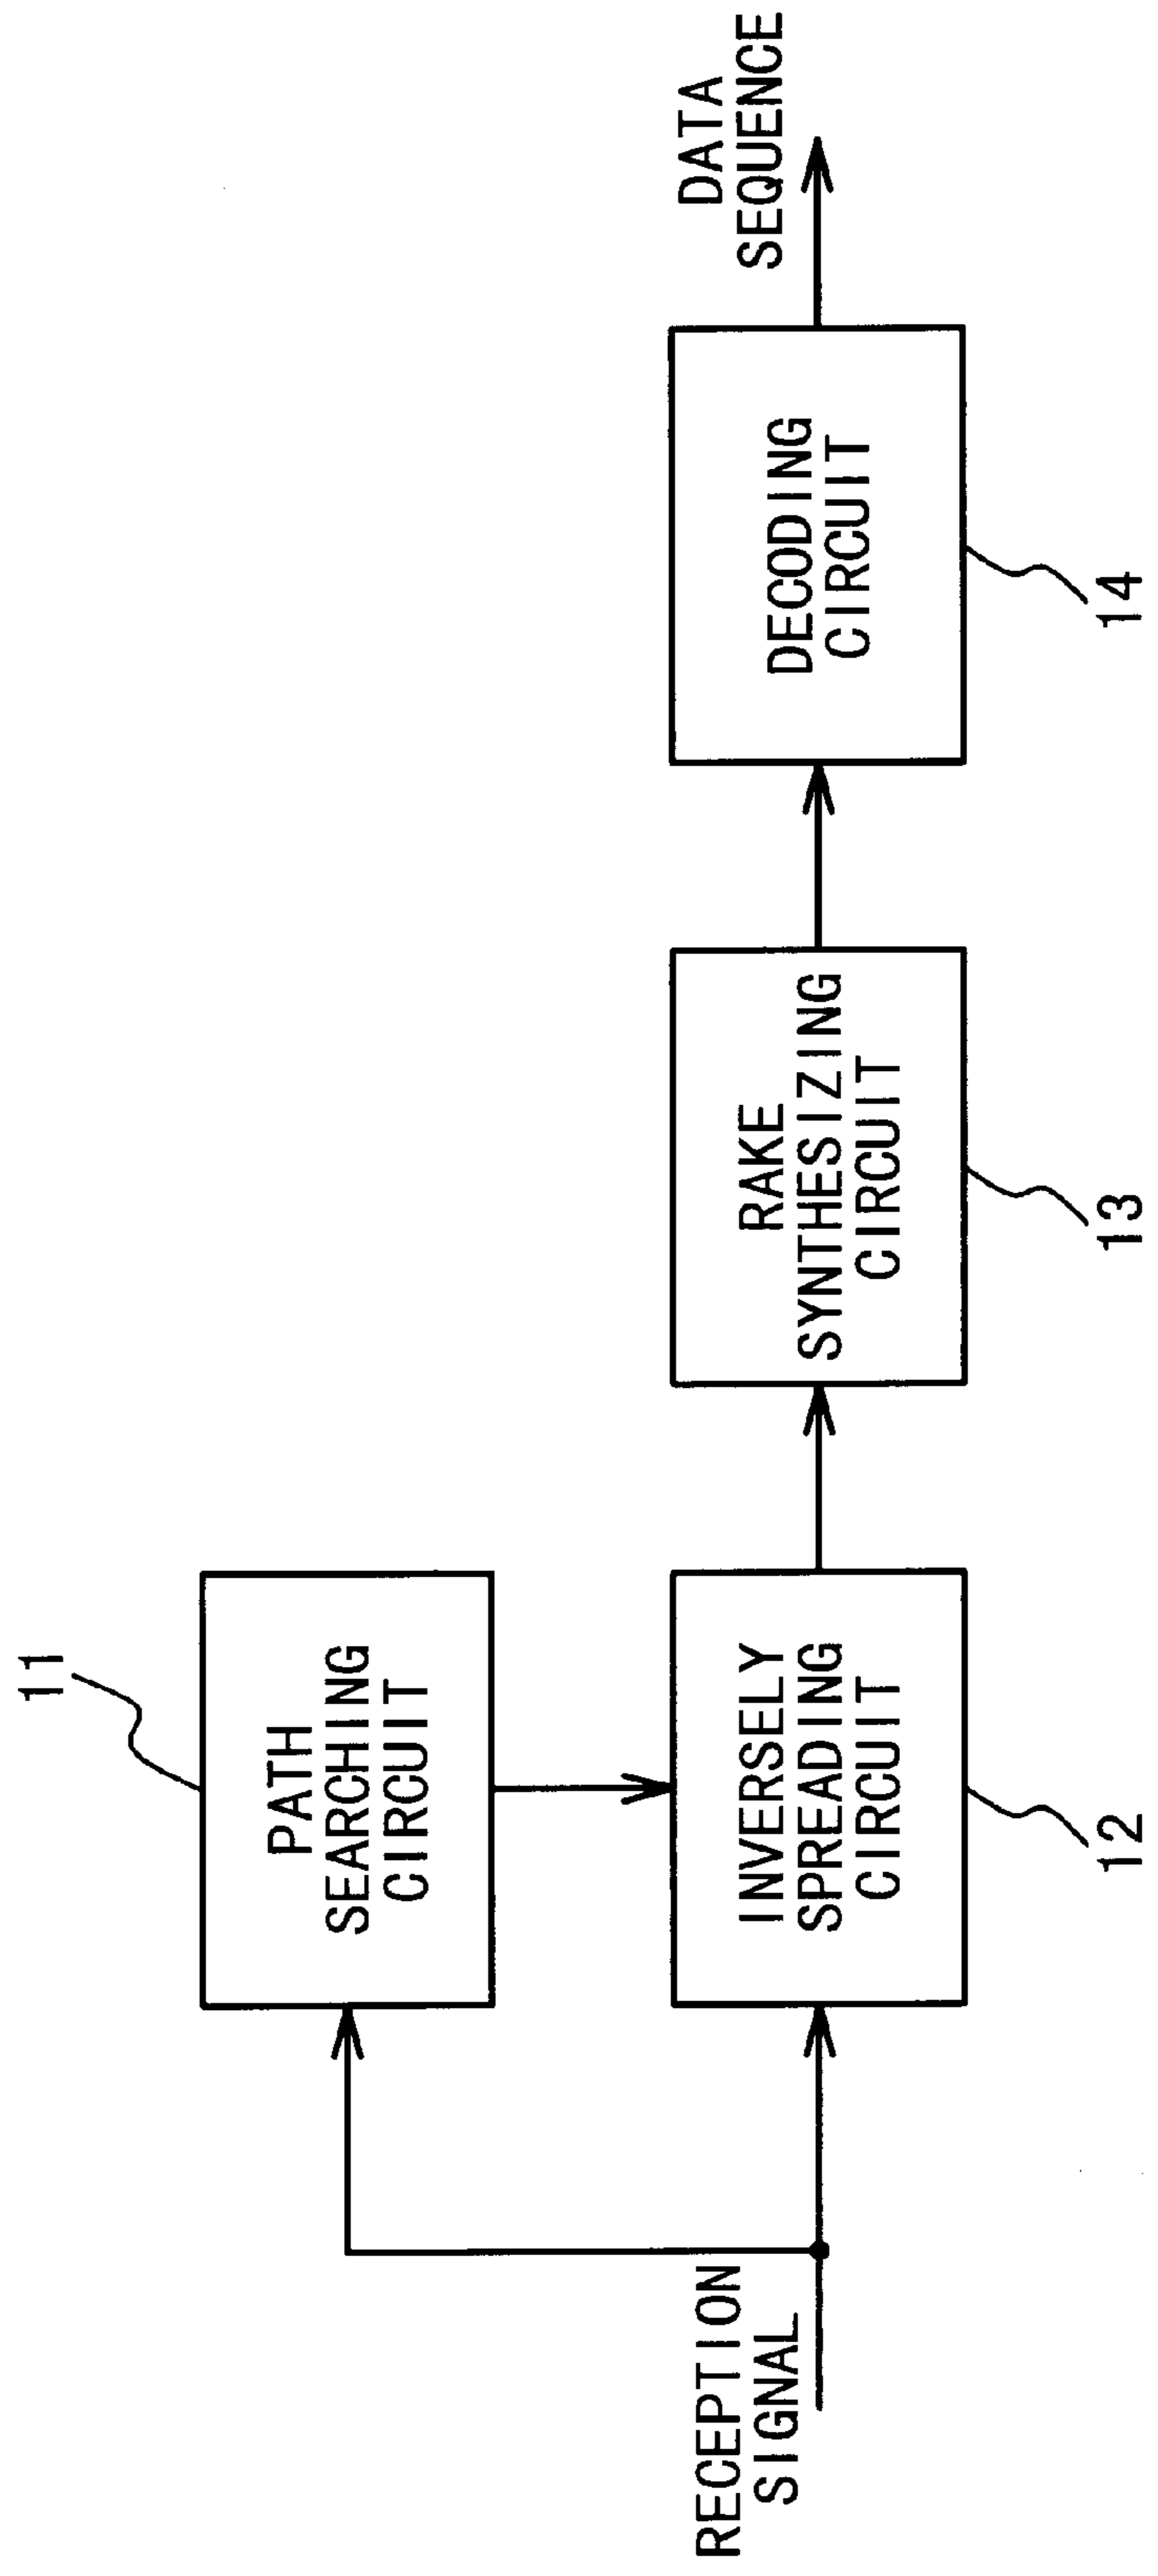 11
PATH
SEARCHING
CIRCUIT
RECEPTION
SIGNAL
INVERSELY
SPREADING
CIRCUIT
12
RAKE
SYNTHESIZING
CIRCUIT
13
DECODING
CIRCUIT
14
DATA
SEQUENCE